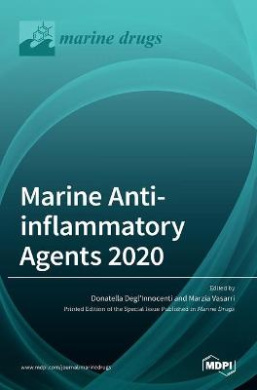 marine drugs
Marine Anti-
inflammatory
Agents 2020
Edited by
Donatella Degl'Innocenti and Marzia Vasarri
Printed Edition of the Special Issue Published in Marine Drugs
www.mdpi.com/journal/marinedrugs
MDPI